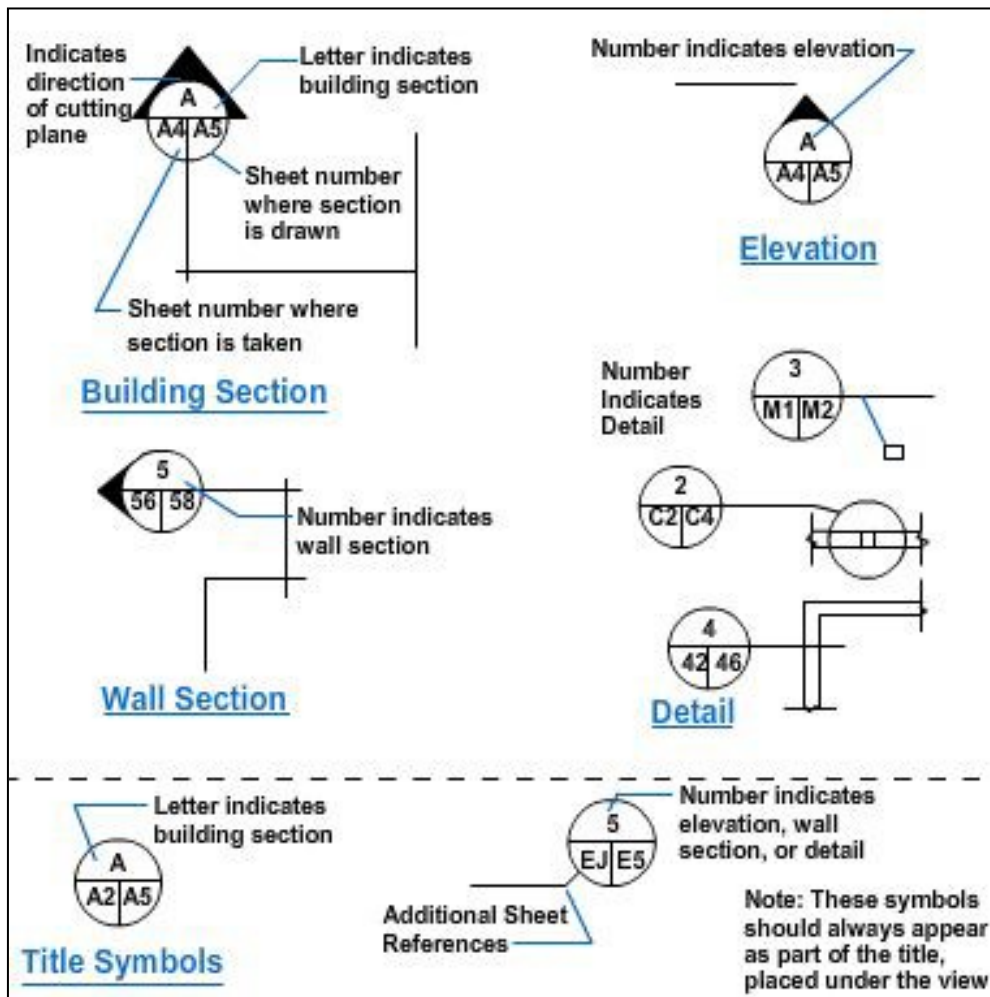 Indicates
direction
of cutting
plane
A
A4 A5
Letter indicates
building section
Sheet number
where section
is drawn
Sheet number where
section is taken
Building Section
Number indicates elevation
A
A4 A5
Elevation
5
56 58
Number indicates
wall section
Wall Section
Number
Indicates
Detail
3
M1 M2
2
C2 C4
4
42 46
Detail
Letter indicates
building section
A
A2 A5
Title Symbols
5
EJ E5
Number indicates
elevation, wall
section, or detail
Additional Sheet
References
Note: These symbols
should always appear
as part of the title,
placed under the view